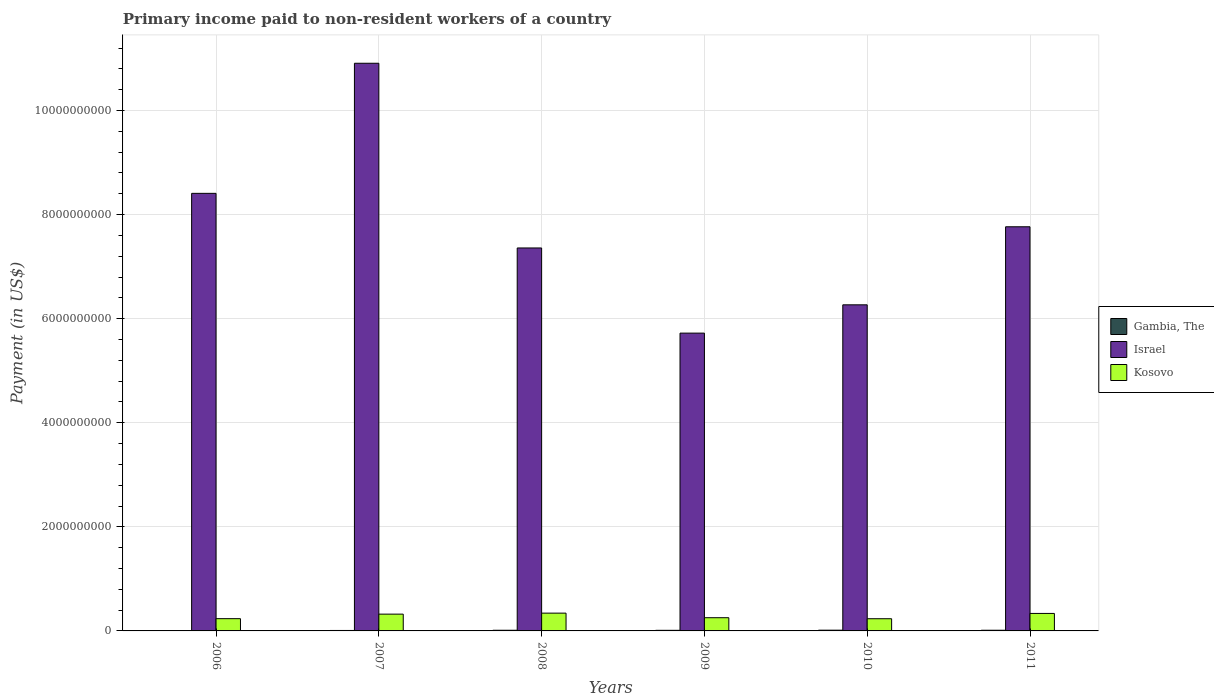 Primary income paid to non-resident workers of a country
Payment (in US$)
10000000000
8000000000
6000000000
4000000000
2000000000
0
2006
2007
2008
2009
2010
2011
Years
Gambia, The
Israel
Kosovo